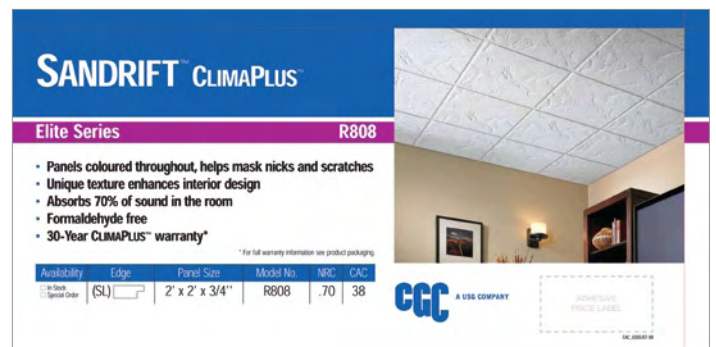 SANDRIFT™ CLIMAPLUS™
Elite Series R808
• Panels coloured throughout, helps mask nicks and scratches
• Unique texture enhances interior design
• Absorbs 70% of sound in the room
• Formaldehyde free
• 30-Year CLIMAPLUS™ warranty*
* For full warranty information see product packaging.
Availability Edge Panel Size Model No. NRC CAC
In Stock
Special Order
(SL) 2' x 2' x 3/4'' R808 .70 38
CGC A USG COMPANY
ADHESIVE
PRICE LABEL